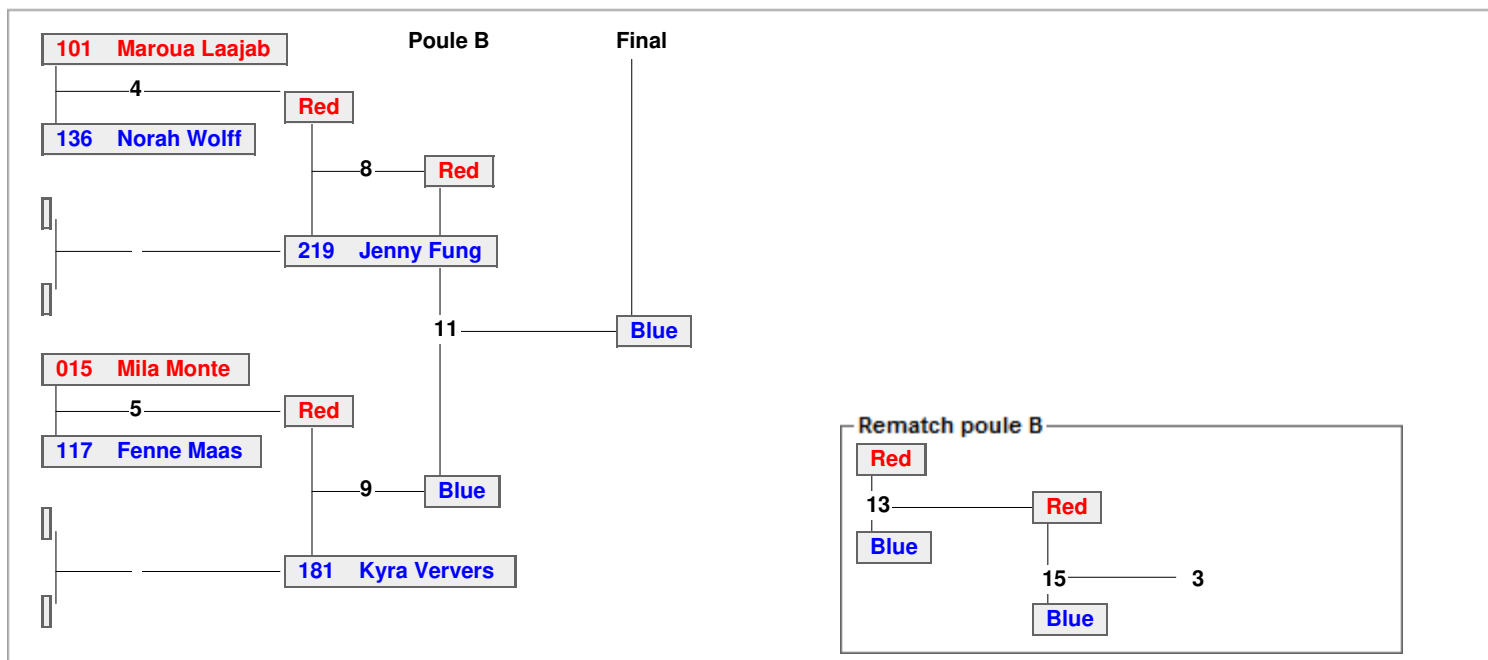 Poule B
Final
101 Maroua Laajab
4
Red
136 Norah Wolff
8
Red
219 Jenny Fung
11
Blue
015 Mila Monte
5
Red
117 Fenne Maas
9
Blue
181 Kyra Ververs
Rematch poule B
Red
13
Red
Blue
15
3
Blue